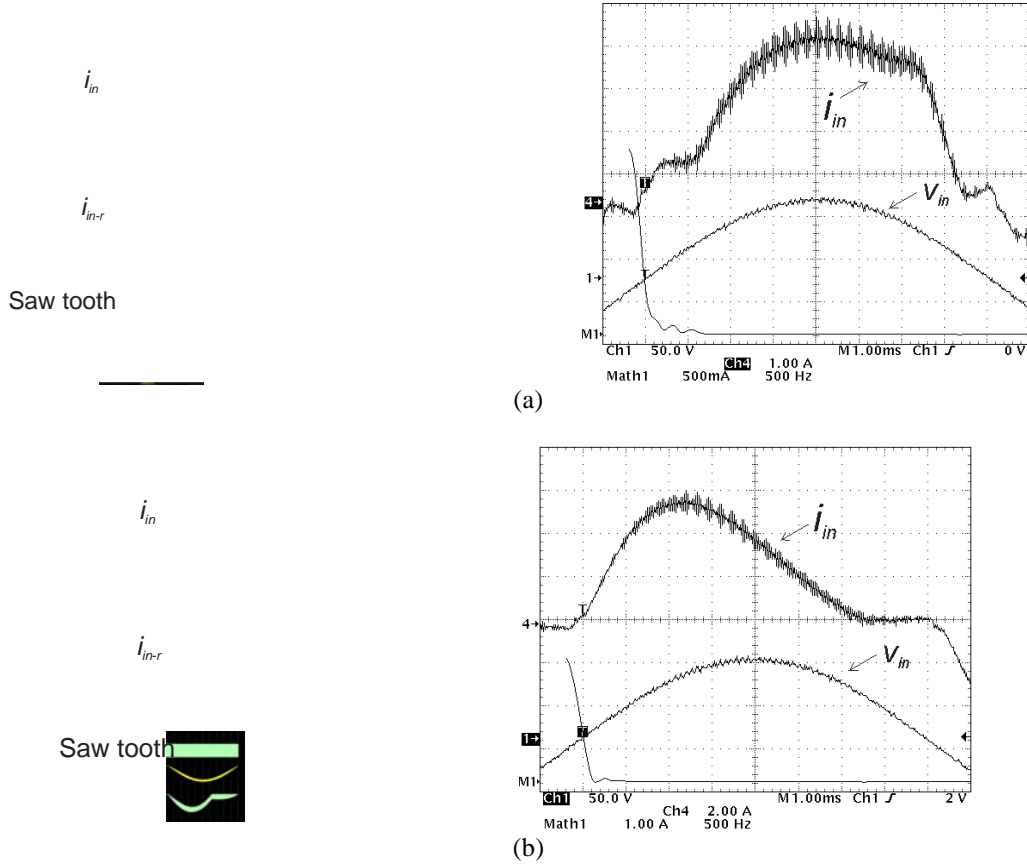 i_in
i_in-r
Saw tooth
i_in
V_in
T
4
1
T
M1
Ch1 50.0 V M1.00ms Ch1 ʃ 0 V
Ch4 1.00 A
Math1 500mA 500 Hz
(a)
i_in
i_in-r
Saw tooth
i_in
V_in
T
4
T
1
M1
Ch1 50.0 V M1.00ms Ch1 ʃ 2 V
Ch4 2.00 A
Math1 1.00 A 500 Hz
(b)